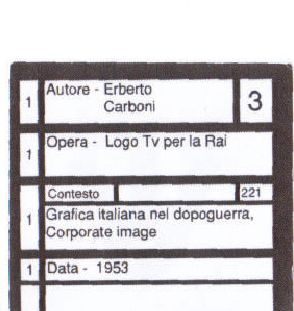 1 Autore - Erberto 3
Carboni
1 Opera - Logo Tv per la Rai
Contesto 221
1 Grafica italiana nel dopoguerra,
Corporate image
1 Data - 1953